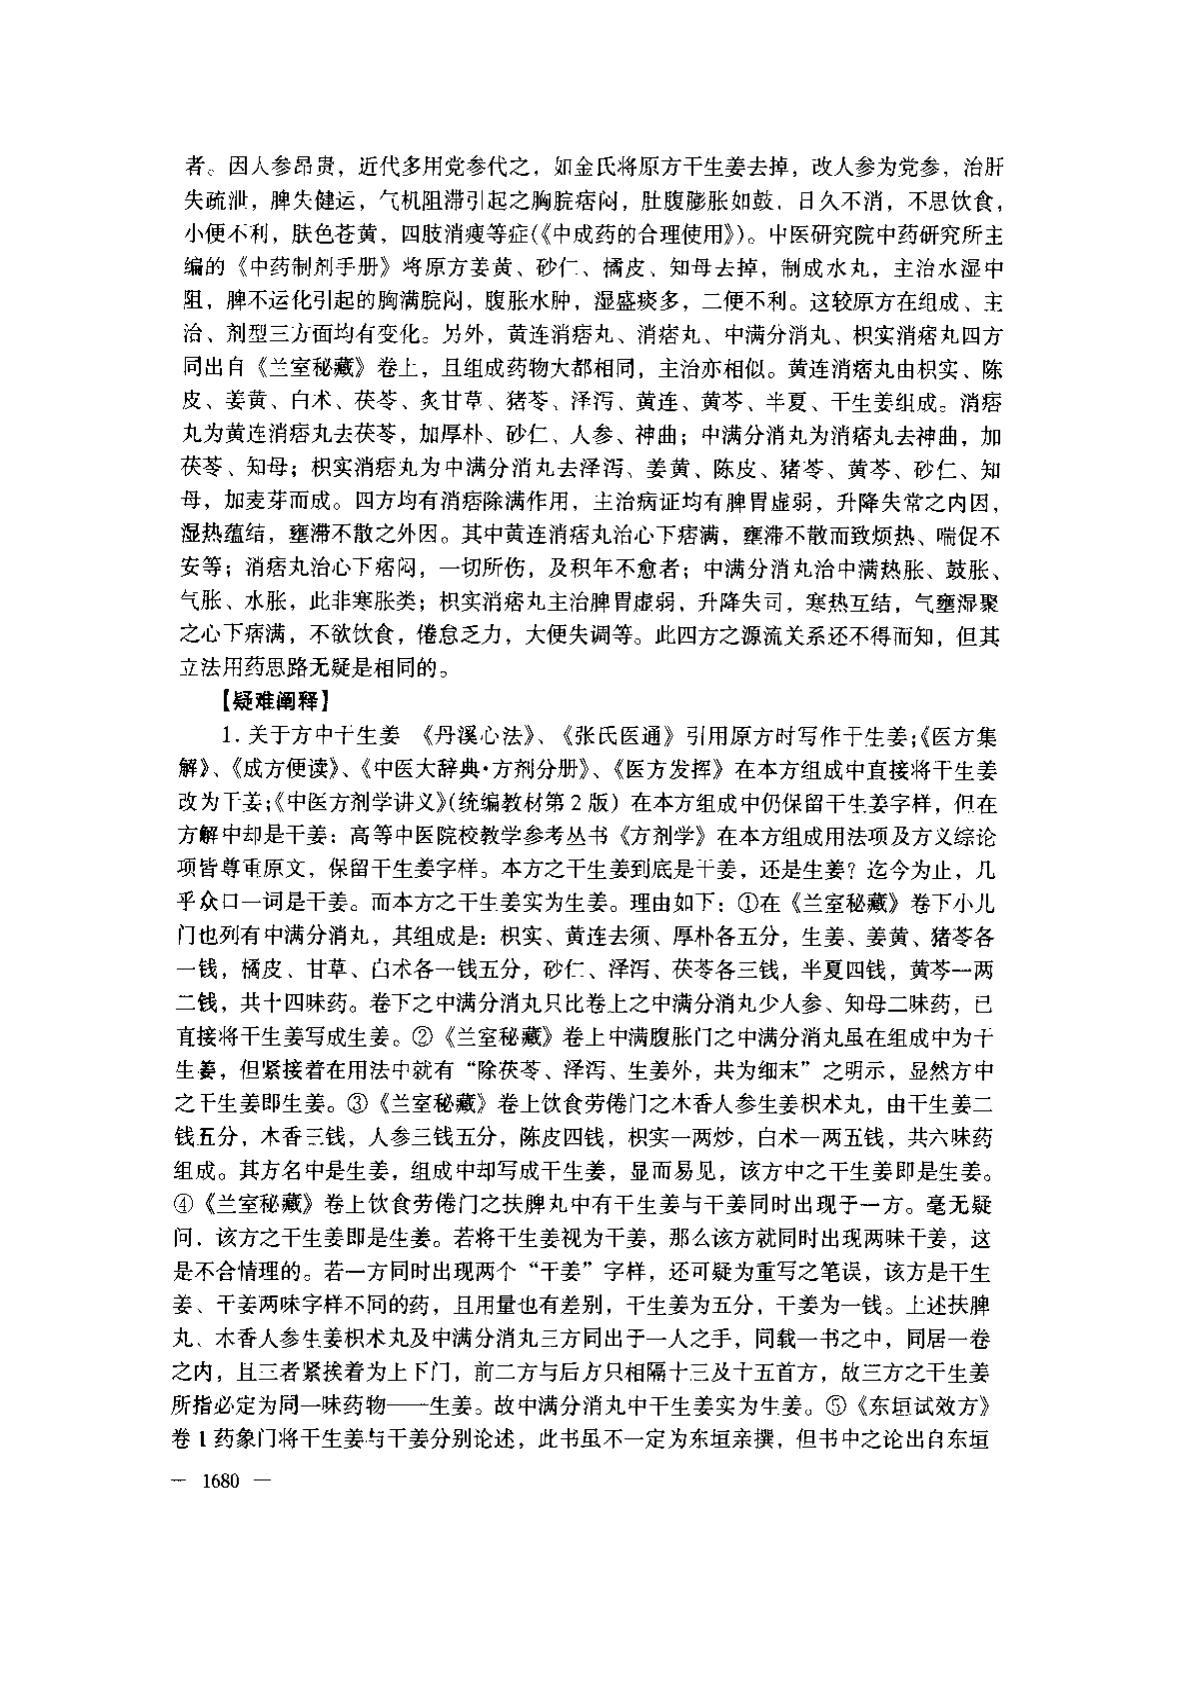 者。因人参昂贵，近代多用党参代之，如金氏将原方干生姜去掉，改人参为党参，治肝
失疏泄，脾失健运，气机阻滞引起之胸脘痞闷，肚腹膨胀如鼓，日久不消，不思饮食，
小便不利，肤色苍黄，四肢消瘦等症(《中成药的合理使用》)。中医研究院中药研究所主
编的《中药制剂手册》将原方姜黄、砂仁、橘皮、知母去掉，制成水丸，主治水湿中
阻，脾不运化引起的胸满脘闷，腹胀水肿，湿盛痰多，二便不利。这较原方在组成、主
治、剂型三方面均有变化。另外，黄连消痞丸、消痞丸、中满分消丸、枳实消痞丸四方
同出自《兰室秘藏》卷上，且组成药物大都相同，主治亦相似。黄连消痞丸由枳实、陈
皮、姜黄、白术、茯苓、炙甘草、猪苓、泽泻、黄连、黄芩、半夏、干生姜组成。消痞
丸为黄连消痞丸去茯苓，加厚朴、砂仁、人参、神曲；中满分消丸为消痞丸去神曲，加
茯苓、知母；枳实消痞丸为中满分消丸去泽泻、姜黄、陈皮、猪苓、黄芩、砂仁、知
母，加麦芽而成。四方均有消痞除满作用，主治病证均有脾胃虚弱，升降失常之内因，
湿热蕴结，壅滞不散之外因。其中黄连消痞丸治心下痞满，壅滞不散而致烦热、喘促不
安等；消痞丸治心下痞闷，一切所伤，及积年不愈者；中满分消丸治中满热胀、鼓胀、
气胀、水胀，此非寒胀类；枳实消痞丸主治脾胃虚弱，升降失司，寒热互结，气壅湿聚
之心下痞满，不欲饮食，倦怠乏力，大便失调等。此四方之源流关系还不得而知，但其
立法用药思路无疑是相同的。
【疑难阐释】
1. 关于方中干生姜 《丹溪心法》、《张氏医通》引用原方时写作干生姜；《医方集
解》、《成方便读》、《中医大辞典·方剂分册》、《医方发挥》在本方组成中直接将干生姜
改为干姜；《中医方剂学讲义》(统编教材第 2 版) 在本方组成中仍保留干生姜字样，但在
方解中却是干姜：高等中医院校教学参考丛书《方剂学》在本方组成用法项及方义综论
项皆尊重原文，保留干生姜字样。本方之干生姜到底是干姜，还是生姜？迄今为止，几
乎众口一词是干姜。而本方之干生姜实为生姜。理由如下：①在《兰室秘藏》卷下小儿
门也列有中满分消丸，其组成是：枳实、黄连去须、厚朴各五分，生姜、姜黄、猪苓各
一钱，橘皮、甘草、白术各一钱五分，砂仁、泽泻、茯苓各三钱，半夏四钱，黄芩一两
二钱，共十四味药。卷下之中满分消丸只比卷上之中满分消丸少人参、知母二味药，已
直接将干生姜写成生姜。②《兰室秘藏》卷上中满腹胀门之中满分消丸虽在组成中为干
生姜，但紧接着在用法中就有“除茯苓、泽泻、生姜外，共为细末”之明示，显然方中
之干生姜即生姜。③《兰室秘藏》卷上饮食劳倦门之木香人参生姜枳术丸，由干生姜二
钱五分，木香三钱，人参三钱五分，陈皮四钱，枳实一两炒，白术一两五钱，共六味药
组成。其方名中是生姜，组成中却写成干生姜，显而易见，该方中之干生姜即是生姜。
④《兰室秘藏》卷上饮食劳倦门之扶脾丸中有干生姜与干姜同时出现于一方。毫无疑
问，该方之干生姜即是生姜。若将干生姜视为干姜，那么该方就同时出现两味干姜，这
是不合情理的。若一方同时出现两个“干姜”字样，还可疑为重写之笔误，该方是干生
姜、干姜两味字样不同的药，且用量也有差别，干生姜为五分，干姜为一钱。上述扶脾
丸、木香人参生姜枳术丸及中满分消丸三方同出于一人之手，同载一书之中，同居一卷
之内，且三者紧挨着为上下门，前二方与后方只相隔十三及十五首方，故三方之干生姜
所指必定为同一味药物——生姜。故中满分消丸中干生姜实为生姜。⑤《东垣试效方》
卷 1 药象门将干生姜与干姜分别论述，此书虽不一定为东垣亲撰，但书中之论出自东垣
— 1680 —